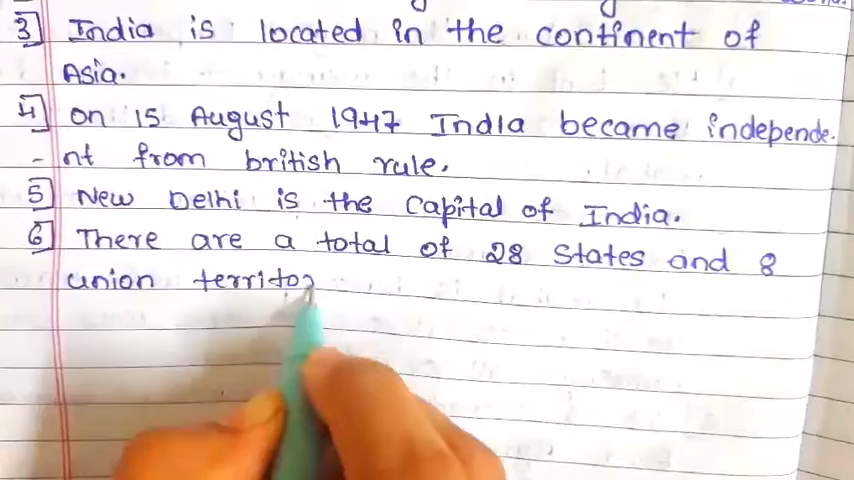 3] India is located in the continent of
Asia.
4] on 15 August 1947 India became independe.
- nt from british rule.
5] New Delhi is the capital of India.
6] There are a total of 28 States and 8
union territo